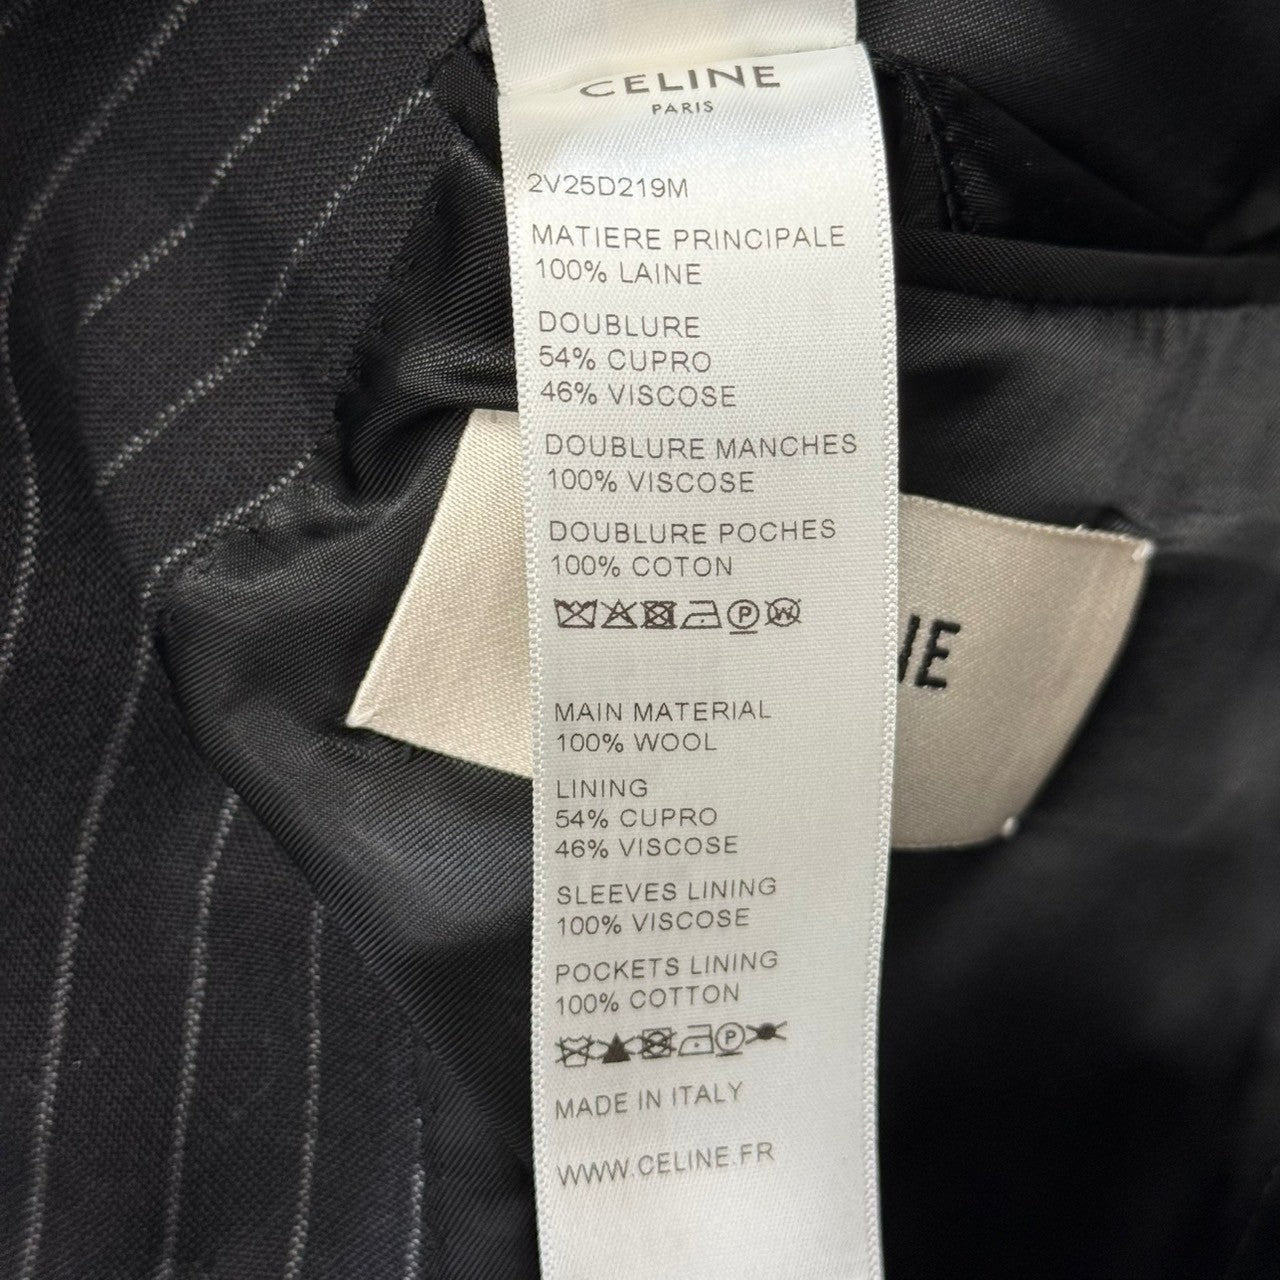 CELINE
PARIS
2V25D219M
MATIERE PRINCIPALE
100% LAINE
DOUBLURE
54% CUPRO
46% VISCOSE
DOUBLURE MANCHES
100% VISCOSE
DOUBLURE POCHES
100% COTON
P W
MAIN MATERIAL
100% WOOL
LINING
54% CUPRO
46% VISCOSE
SLEEVES LINING
100% VISCOSE
POCKETS LINING
100% COTTON
P
MADE IN ITALY
WWW.CELINE.FR
NE